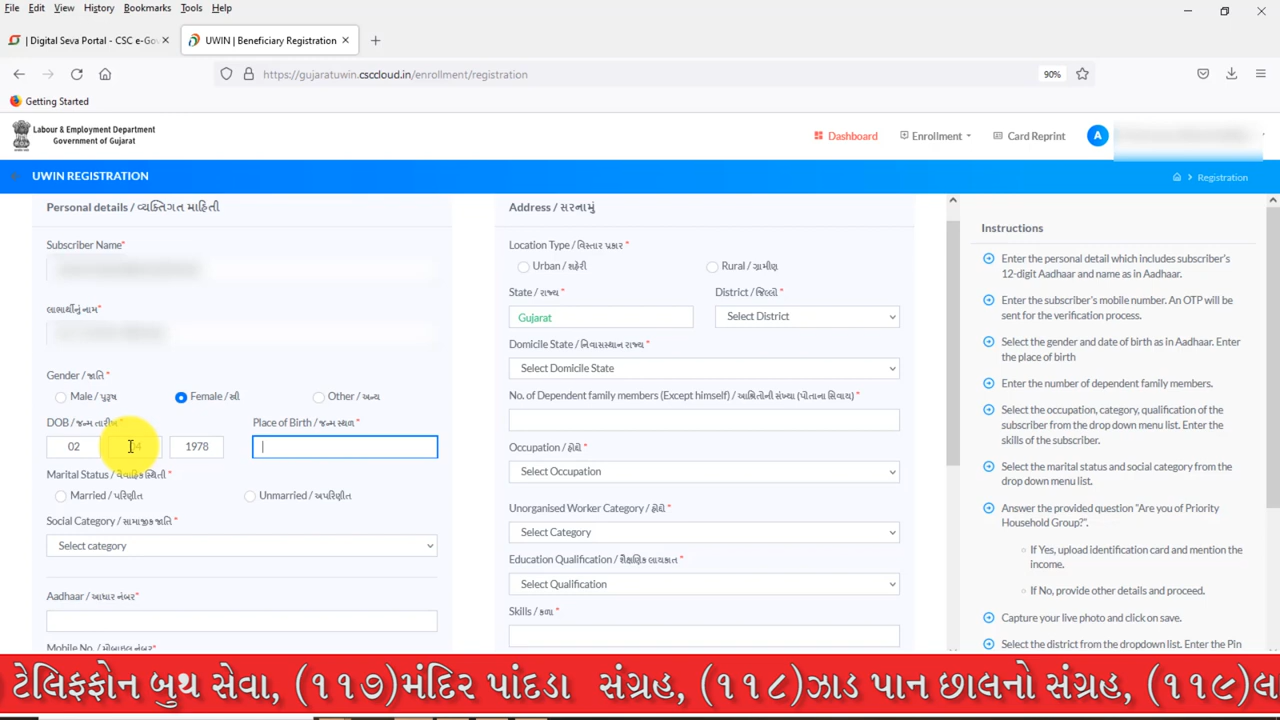 File Edit View History Bookmarks Tools Help
| Digital Seva Portal - CSC e-Go
UWIN | Beneficiary Registration
https://gujaratuwin.csccloud.in/enrollment/registration
90%
Getting Started
Labour & Employment Department
Government of Gujarat
Dashboard
Enrollment
Card Reprint
A
UWIN REGISTRATION
Registration
Personal details / વ્યક્તિગત માહિતી
Subscriber Name*
લાભાર્થીનું નામ*
Gender / જાતિ *
Male / પુરૂષ
Female / સ્ત્રી
Other / અન્ય
DOB / જન્મ તારીખ *
Place of Birth / જન્મ સ્થળ *
02
04
1978
Marital Status / વૈવાહિક સ્થિતી *
Married / પરિણીત
Unmarried / અપરિણીત
Social Category / સામાજીક જાતિ *
Select category
Aadhaar / આધાર નંબર*
Mobile No. / મોબાઇલ નંબર*
Address / સરનામું
Location Type / વિસ્તાર પ્રકાર *
Urban / શહેરી
Rural / ગ્રામીણ
State / રાજ્ય *
District / જિલ્લો *
Gujarat
Select District
Domicile State / નિવાસસ્થાન રાજ્ય *
Select Domicile State
No. of Dependent family members (Except himself) / આશ્રિતોની સંખ્યા (પોતાના સિવાય) *
Occupation / હોદ્દો *
Select Occupation
Unorganised Worker Category / હોદ્દો *
Select Category
Education Qualification / શૈક્ષણિક લાયકાત *
Select Qualification
Skills / કળા *
Instructions
Enter the personal detail which includes subscriber's
12-digit Aadhaar and name as in Aadhaar.
Enter the subscriber's mobile number. An OTP will be
sent for the verification process.
Select the gender and date of birth as in Aadhaar. Enter
the place of birth
Enter the number of dependent family members.
Select the occupation, category, qualification of the
subscriber from the drop down menu list. Enter the
skills of the subscriber.
Select the marital status and social category from the
drop down menu list.
Answer the provided question "Are you of Priority
Household Group?".
If Yes, upload identification card and mention the
income.
If No, provide other details and proceed.
Capture your live photo and click on save.
Select the district from the dropdown list. Enter the Pin
ટેલિફફોન બુથ સેવા, (૧૧૭)મંદિર પાંદડા સંગ્રહ, (૧૧૮)ઝાડ પાન છાલનો સંગ્રહ, (૧૧૯)લ